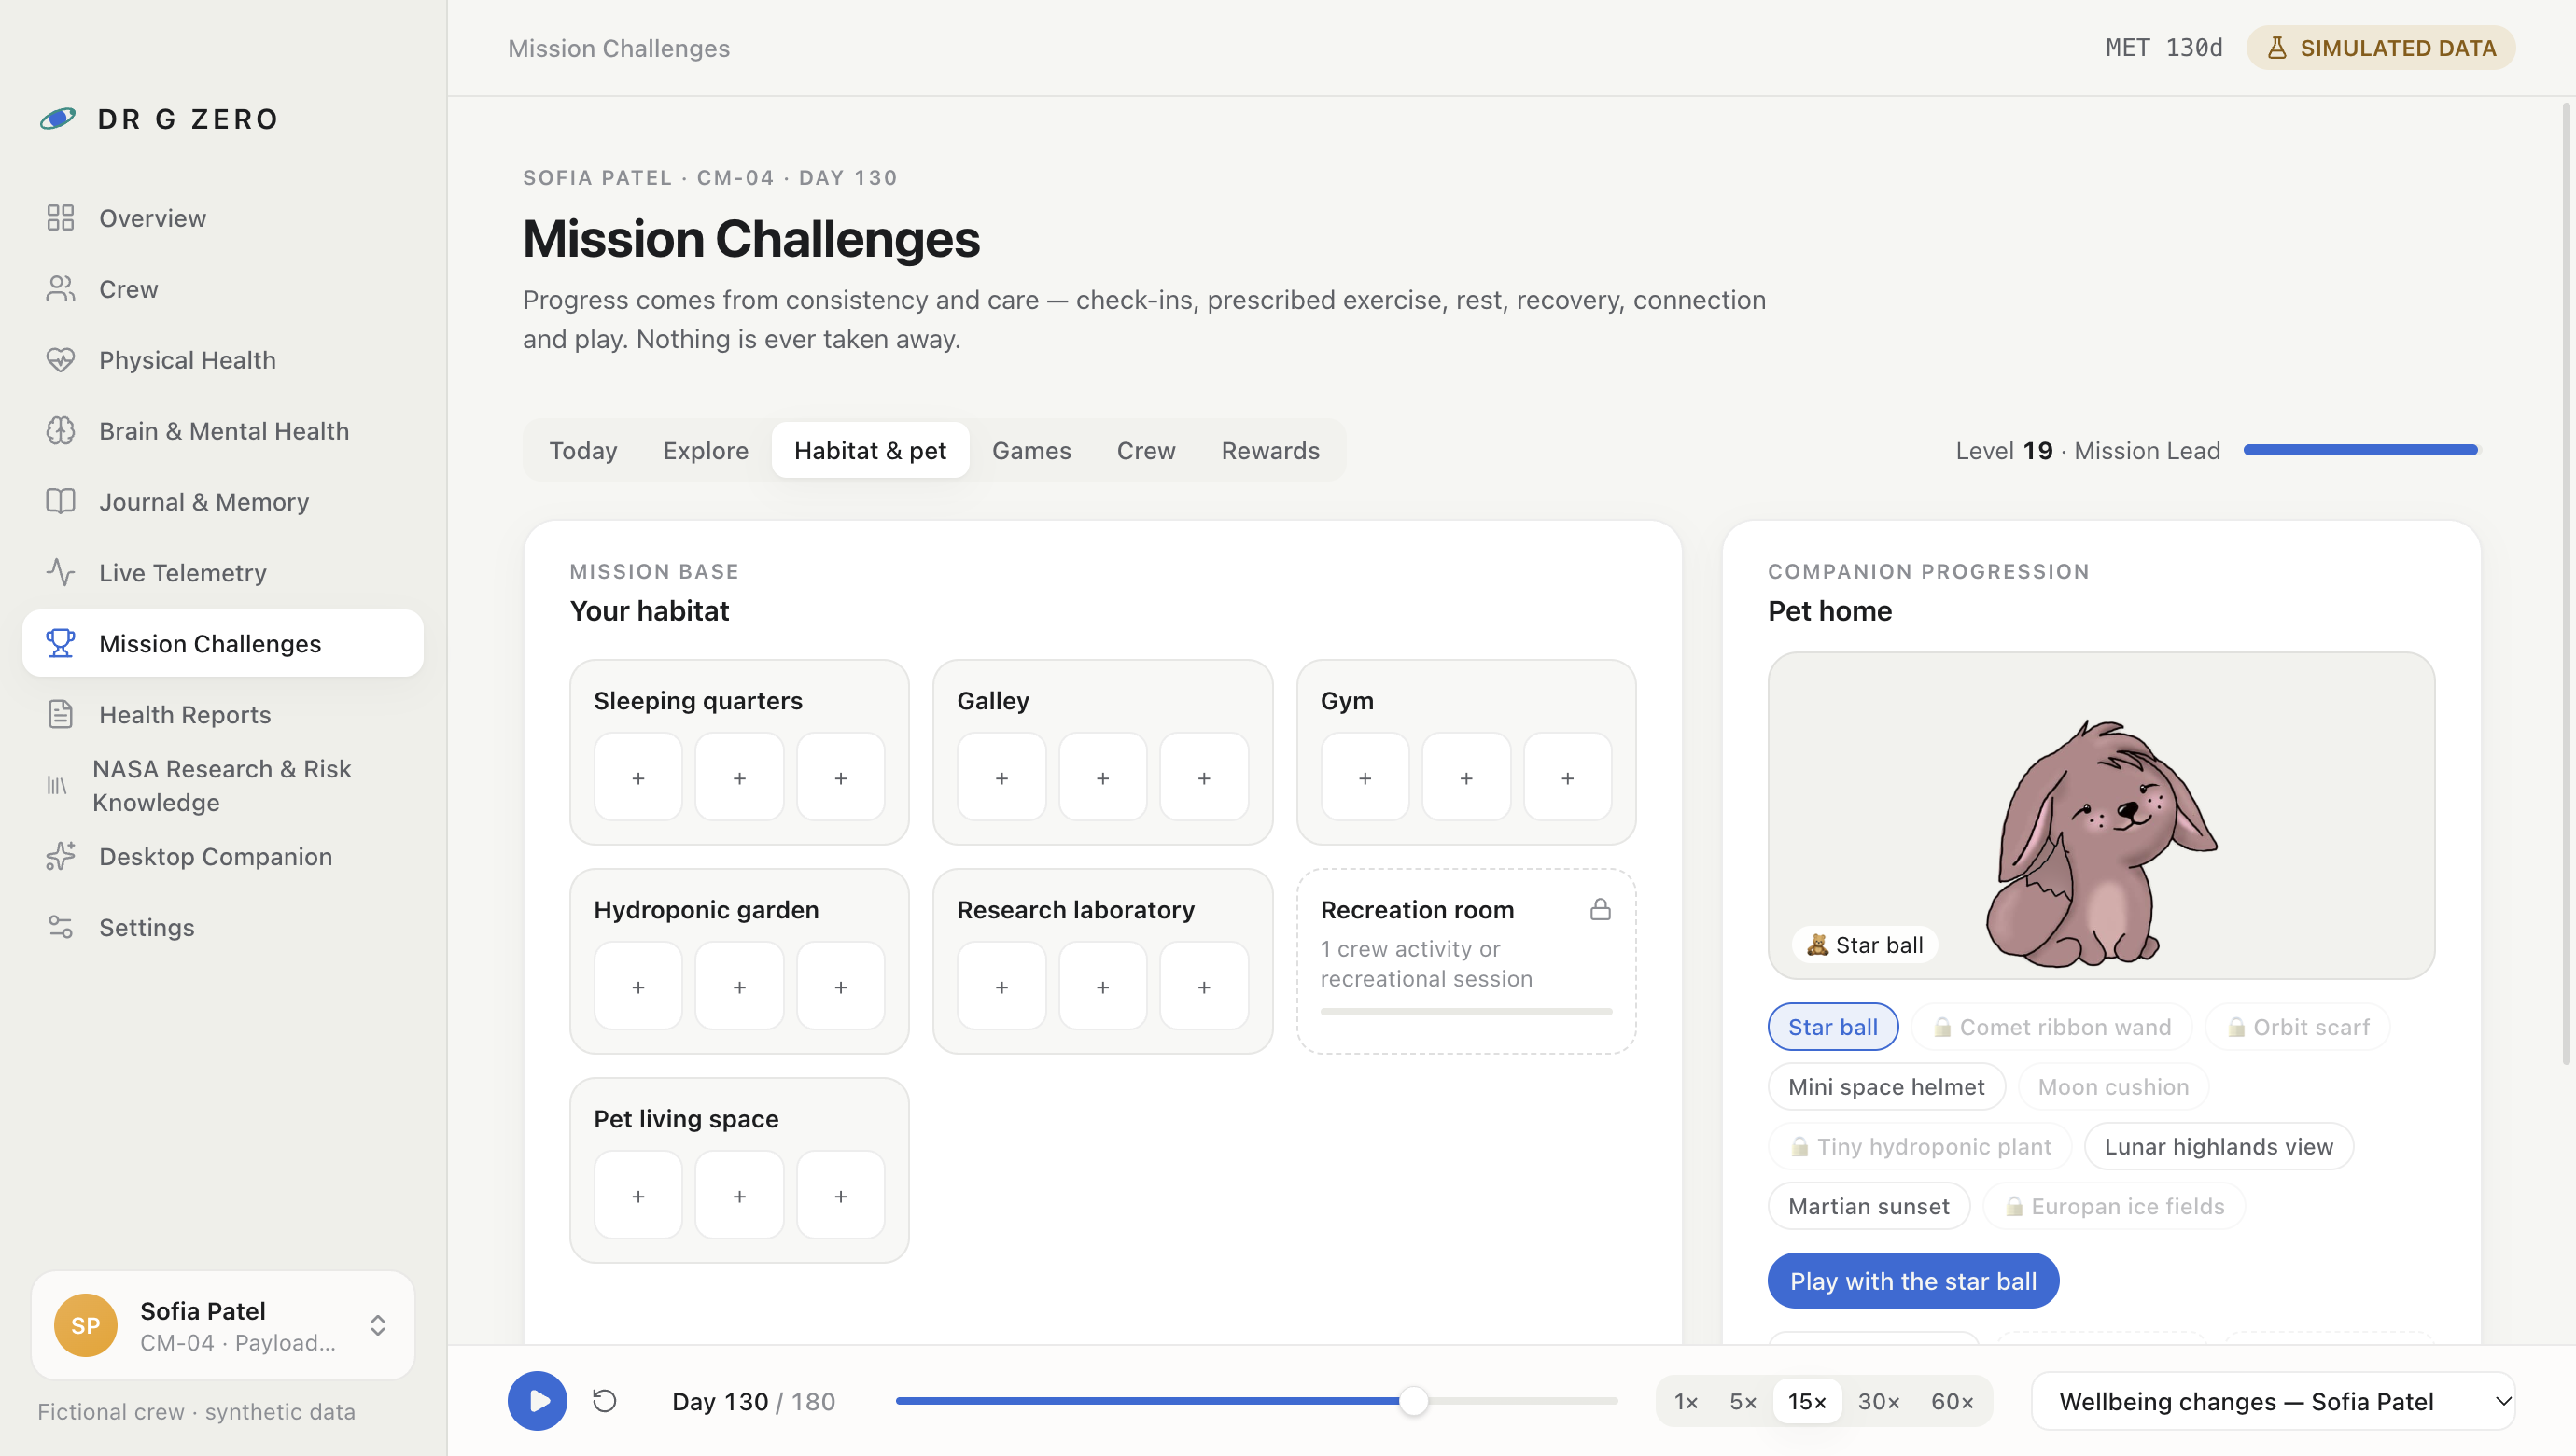 DR G ZERO
Overview
Crew
Physical Health
Brain & Mental Health
Journal & Memory
Live Telemetry
Mission Challenges
Health Reports
NASA Research & Risk
Knowledge
Desktop Companion
Settings
SP
Sofia Patel
CM-04 · Payload...
Fictional crew · synthetic data
Mission Challenges
MET 130d
SIMULATED DATA
SOFIA PATEL · CM-04 · DAY 130
Mission Challenges
Progress comes from consistency and care — check-ins, prescribed exercise, rest, recovery, connection
and play. Nothing is ever taken away.
Today
Explore
Habitat & pet
Games
Crew
Rewards
Level 19 · Mission Lead
MISSION BASE
Your habitat
Sleeping quarters
+ + +
Galley
+ + +
Gym
+ + +
Hydroponic garden
+ + +
Research laboratory
+ + +
Recreation room
1 crew activity or
recreational session
Pet living space
+ + +
COMPANION PROGRESSION
Pet home
🧸 Star ball
Star ball
🔒 Comet ribbon wand
🔒 Orbit scarf
Mini space helmet
Moon cushion
🔒 Tiny hydroponic plant
Lunar highlands view
Martian sunset
🔒 Europan ice fields
Play with the star ball
Day 130 / 180
1×
5×
15×
30×
60×
Wellbeing changes — Sofia Patel